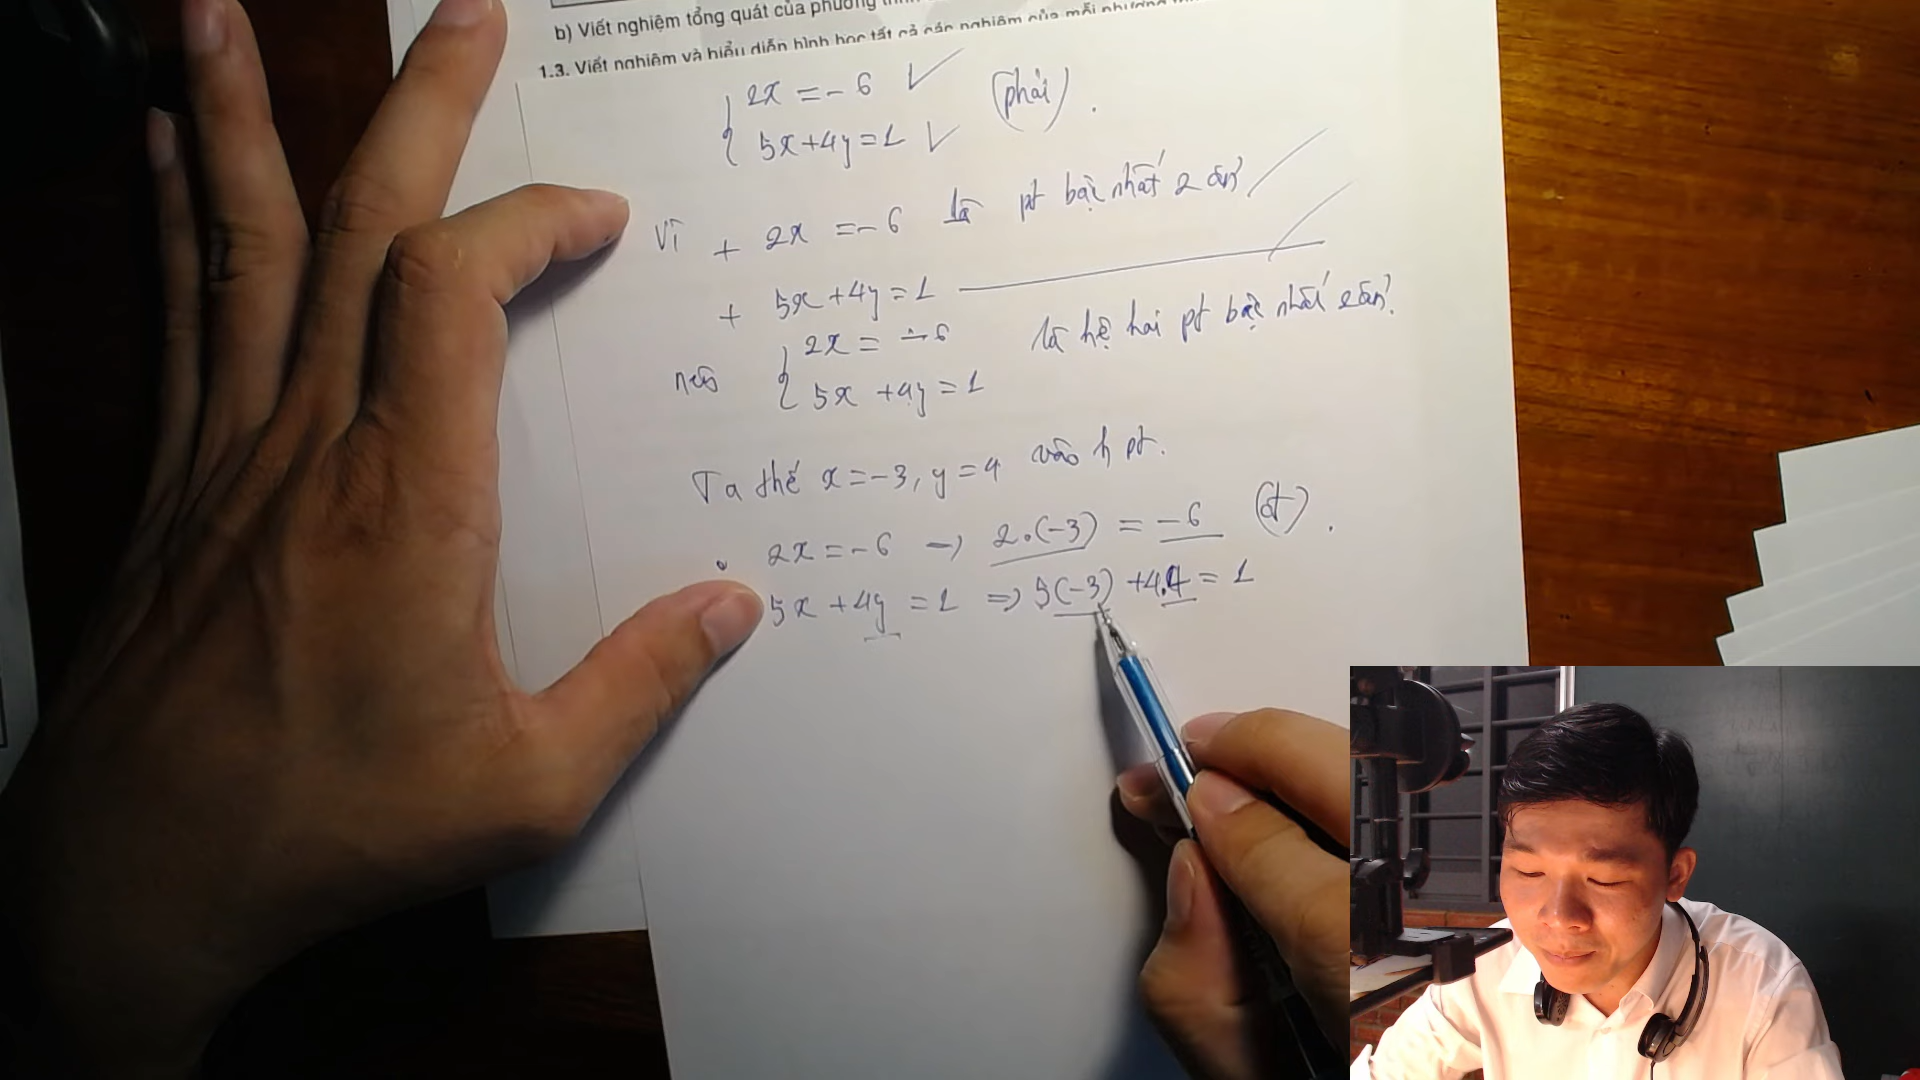 b) Viết nghiệm tổng quát của phương
1.3. Viết nghiệm và biểu diễn hình học tất cả các nghiệm của mỗi phương
2x = -6 (phải).
5x+4y=1
Vì + 2x = -6 là pt bậc nhất 2 ẩn
+ 5x+4y=1
nên 2x = -6 là hệ hai pt bậc nhất 2 ẩn.
5x +4y = 1
Ta thế x=-3, y=4 vào h pt.
2x=-6 → 2.(-3) = -6 (đ).
5x +4y = 1 => 5(-3) +4.4 = 1